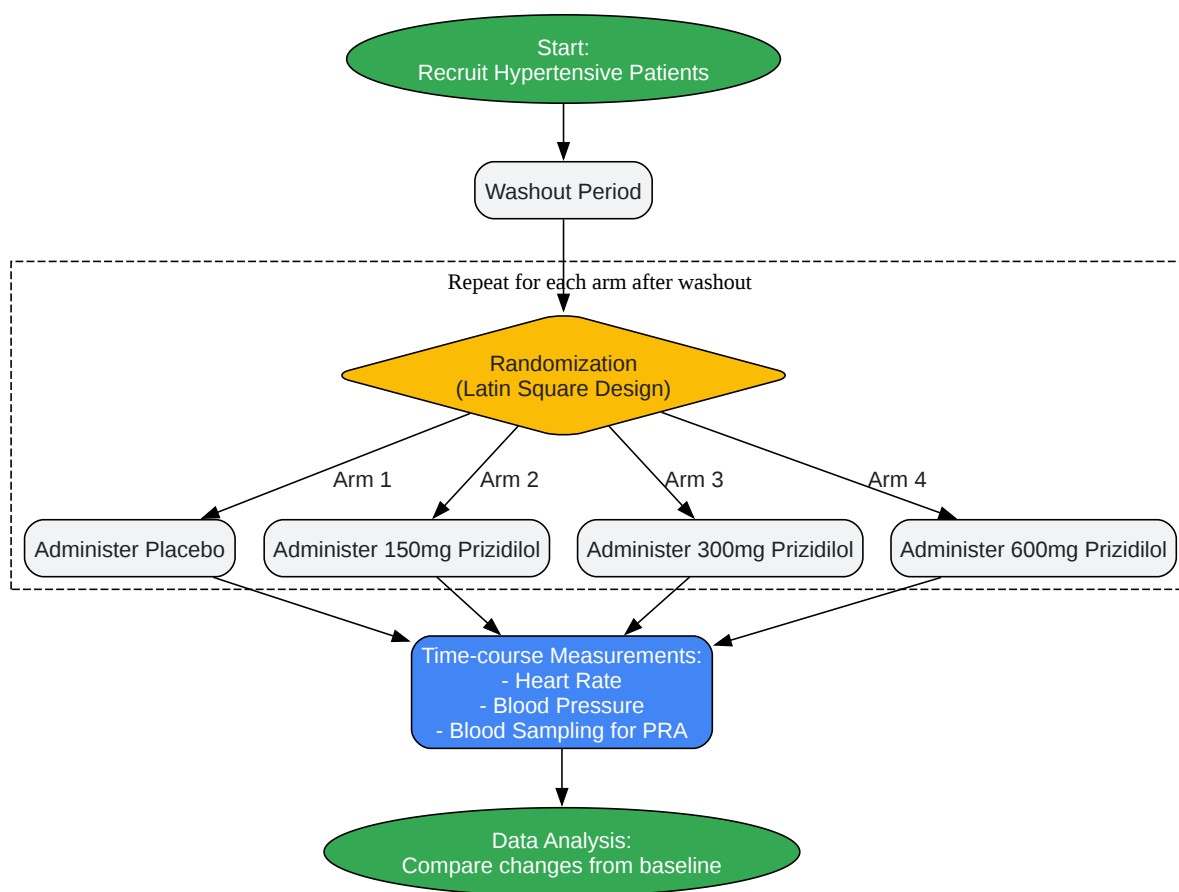 Start:
Recruit Hypertensive Patients
Washout Period
Repeat for each arm after washout
Randomization
(Latin Square Design)
Arm 1
Arm 2
Arm 3
Arm 4
Administer Placebo
Administer 150mg Prizidilol
Administer 300mg Prizidilol
Administer 600mg Prizidilol
Time-course Measurements:
- Heart Rate
- Blood Pressure
- Blood Sampling for PRA
Data Analysis:
Compare changes from baseline